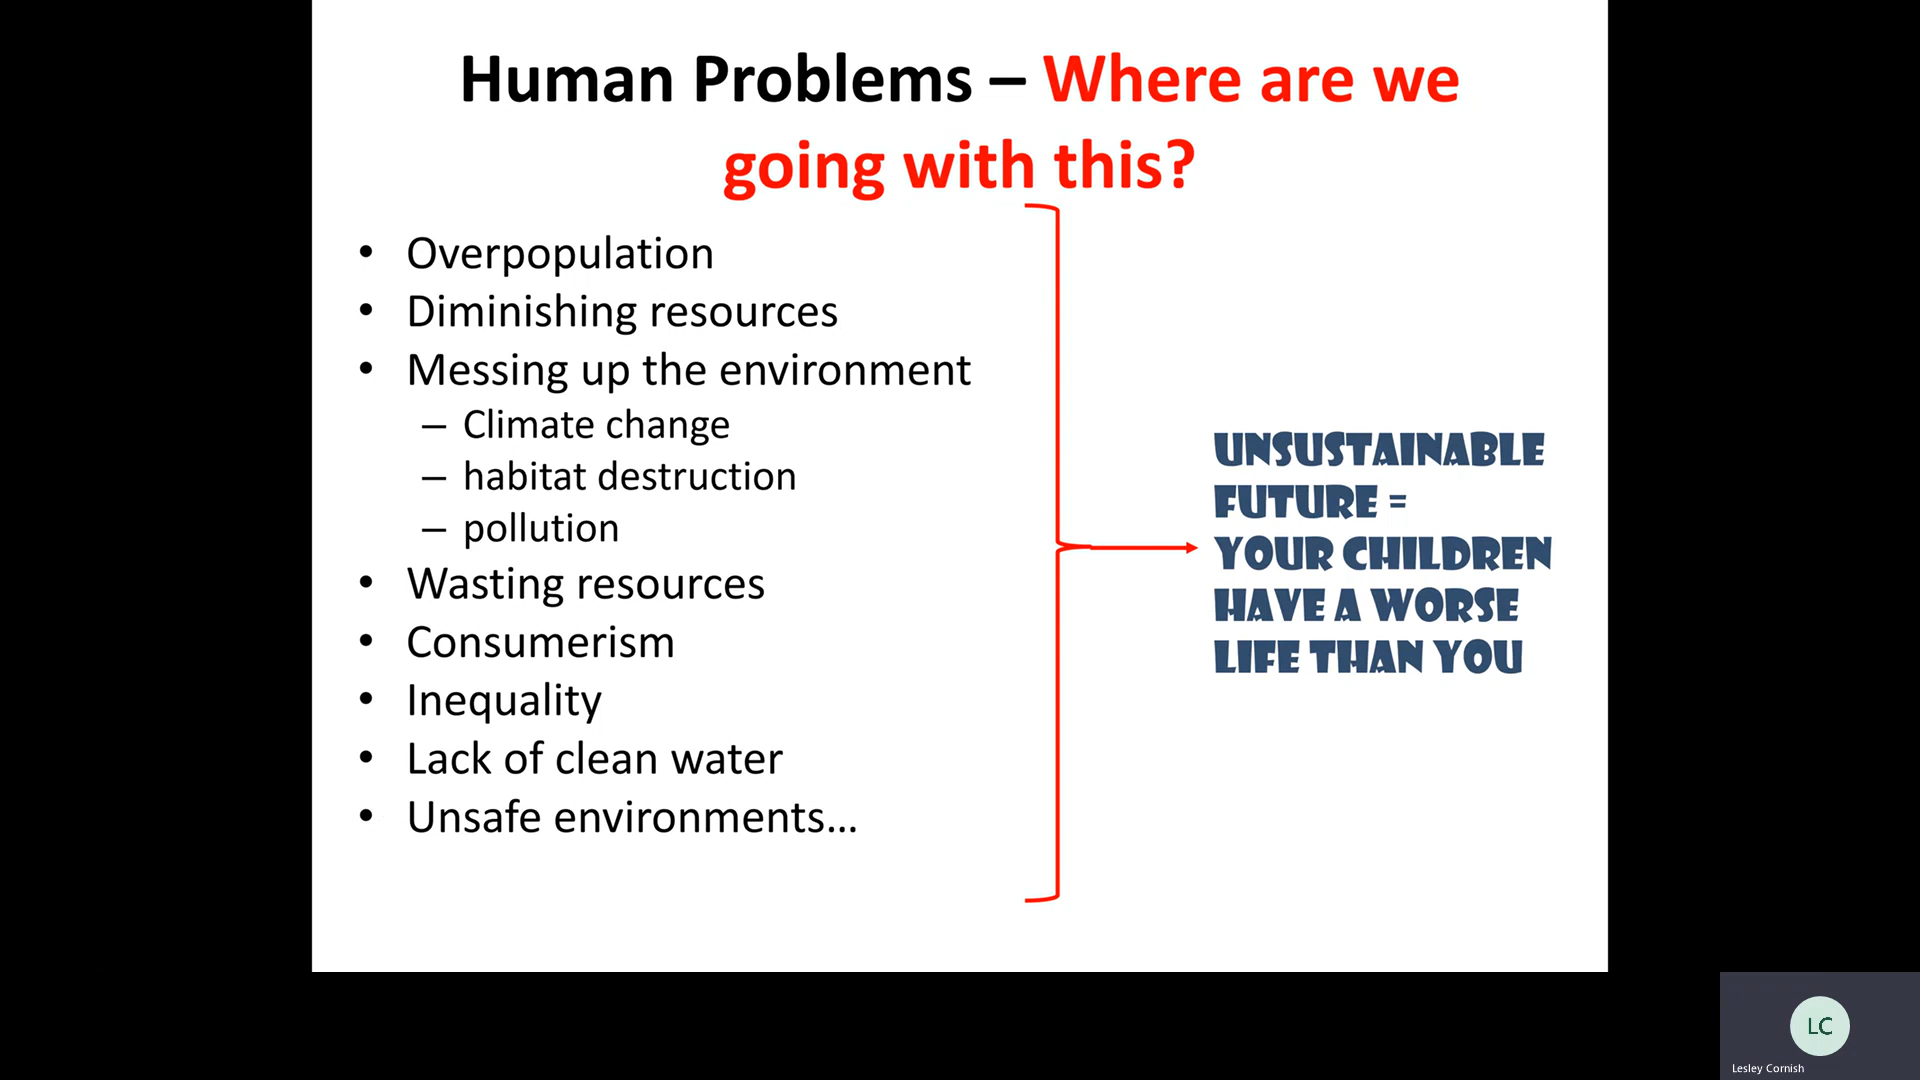 Human Problems – Where are we
going with this?
• Overpopulation
• Diminishing resources
• Messing up the environment
– Climate change
– habitat destruction
– pollution
• Wasting resources
• Consumerism
• Inequality
• Lack of clean water
• Unsafe environments…
UNSUSTAINABLE
FUTURE =
YOUR CHILDREN
HAVE A WORSE
LIFE THAN YOU
LC
Lesley Cornish